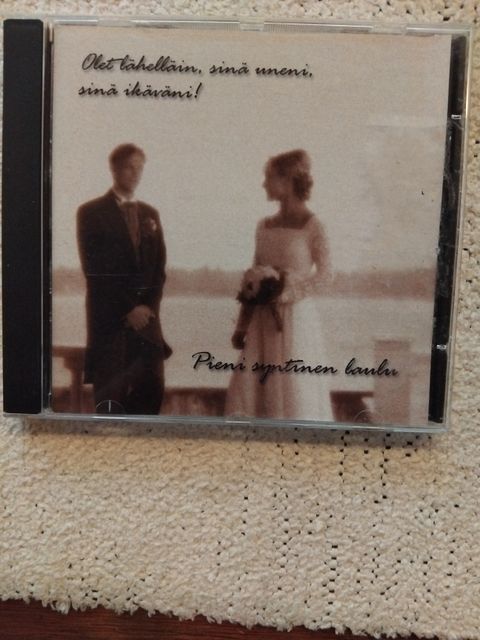 Olet lähelläin, sinä uneni,
sinä ikäväni!
Pieni syntinen laulu